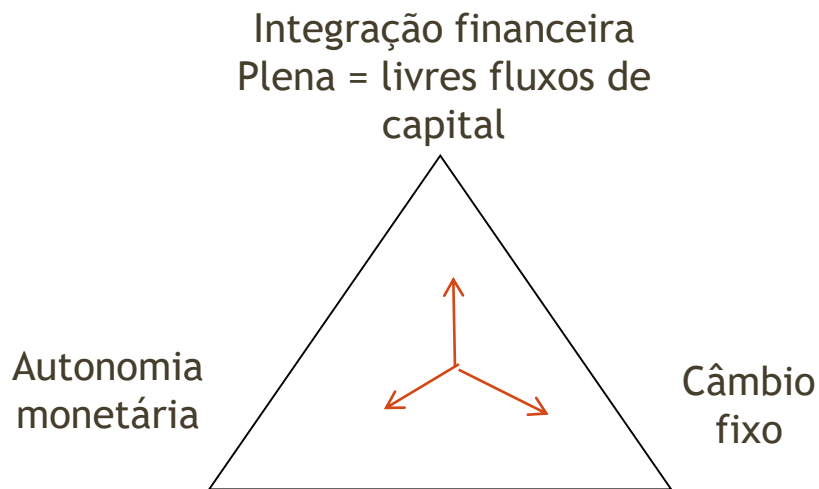 Integração financeira
Plena = livres fluxos de
capital
Autonomia
monetária
Câmbio
fixo